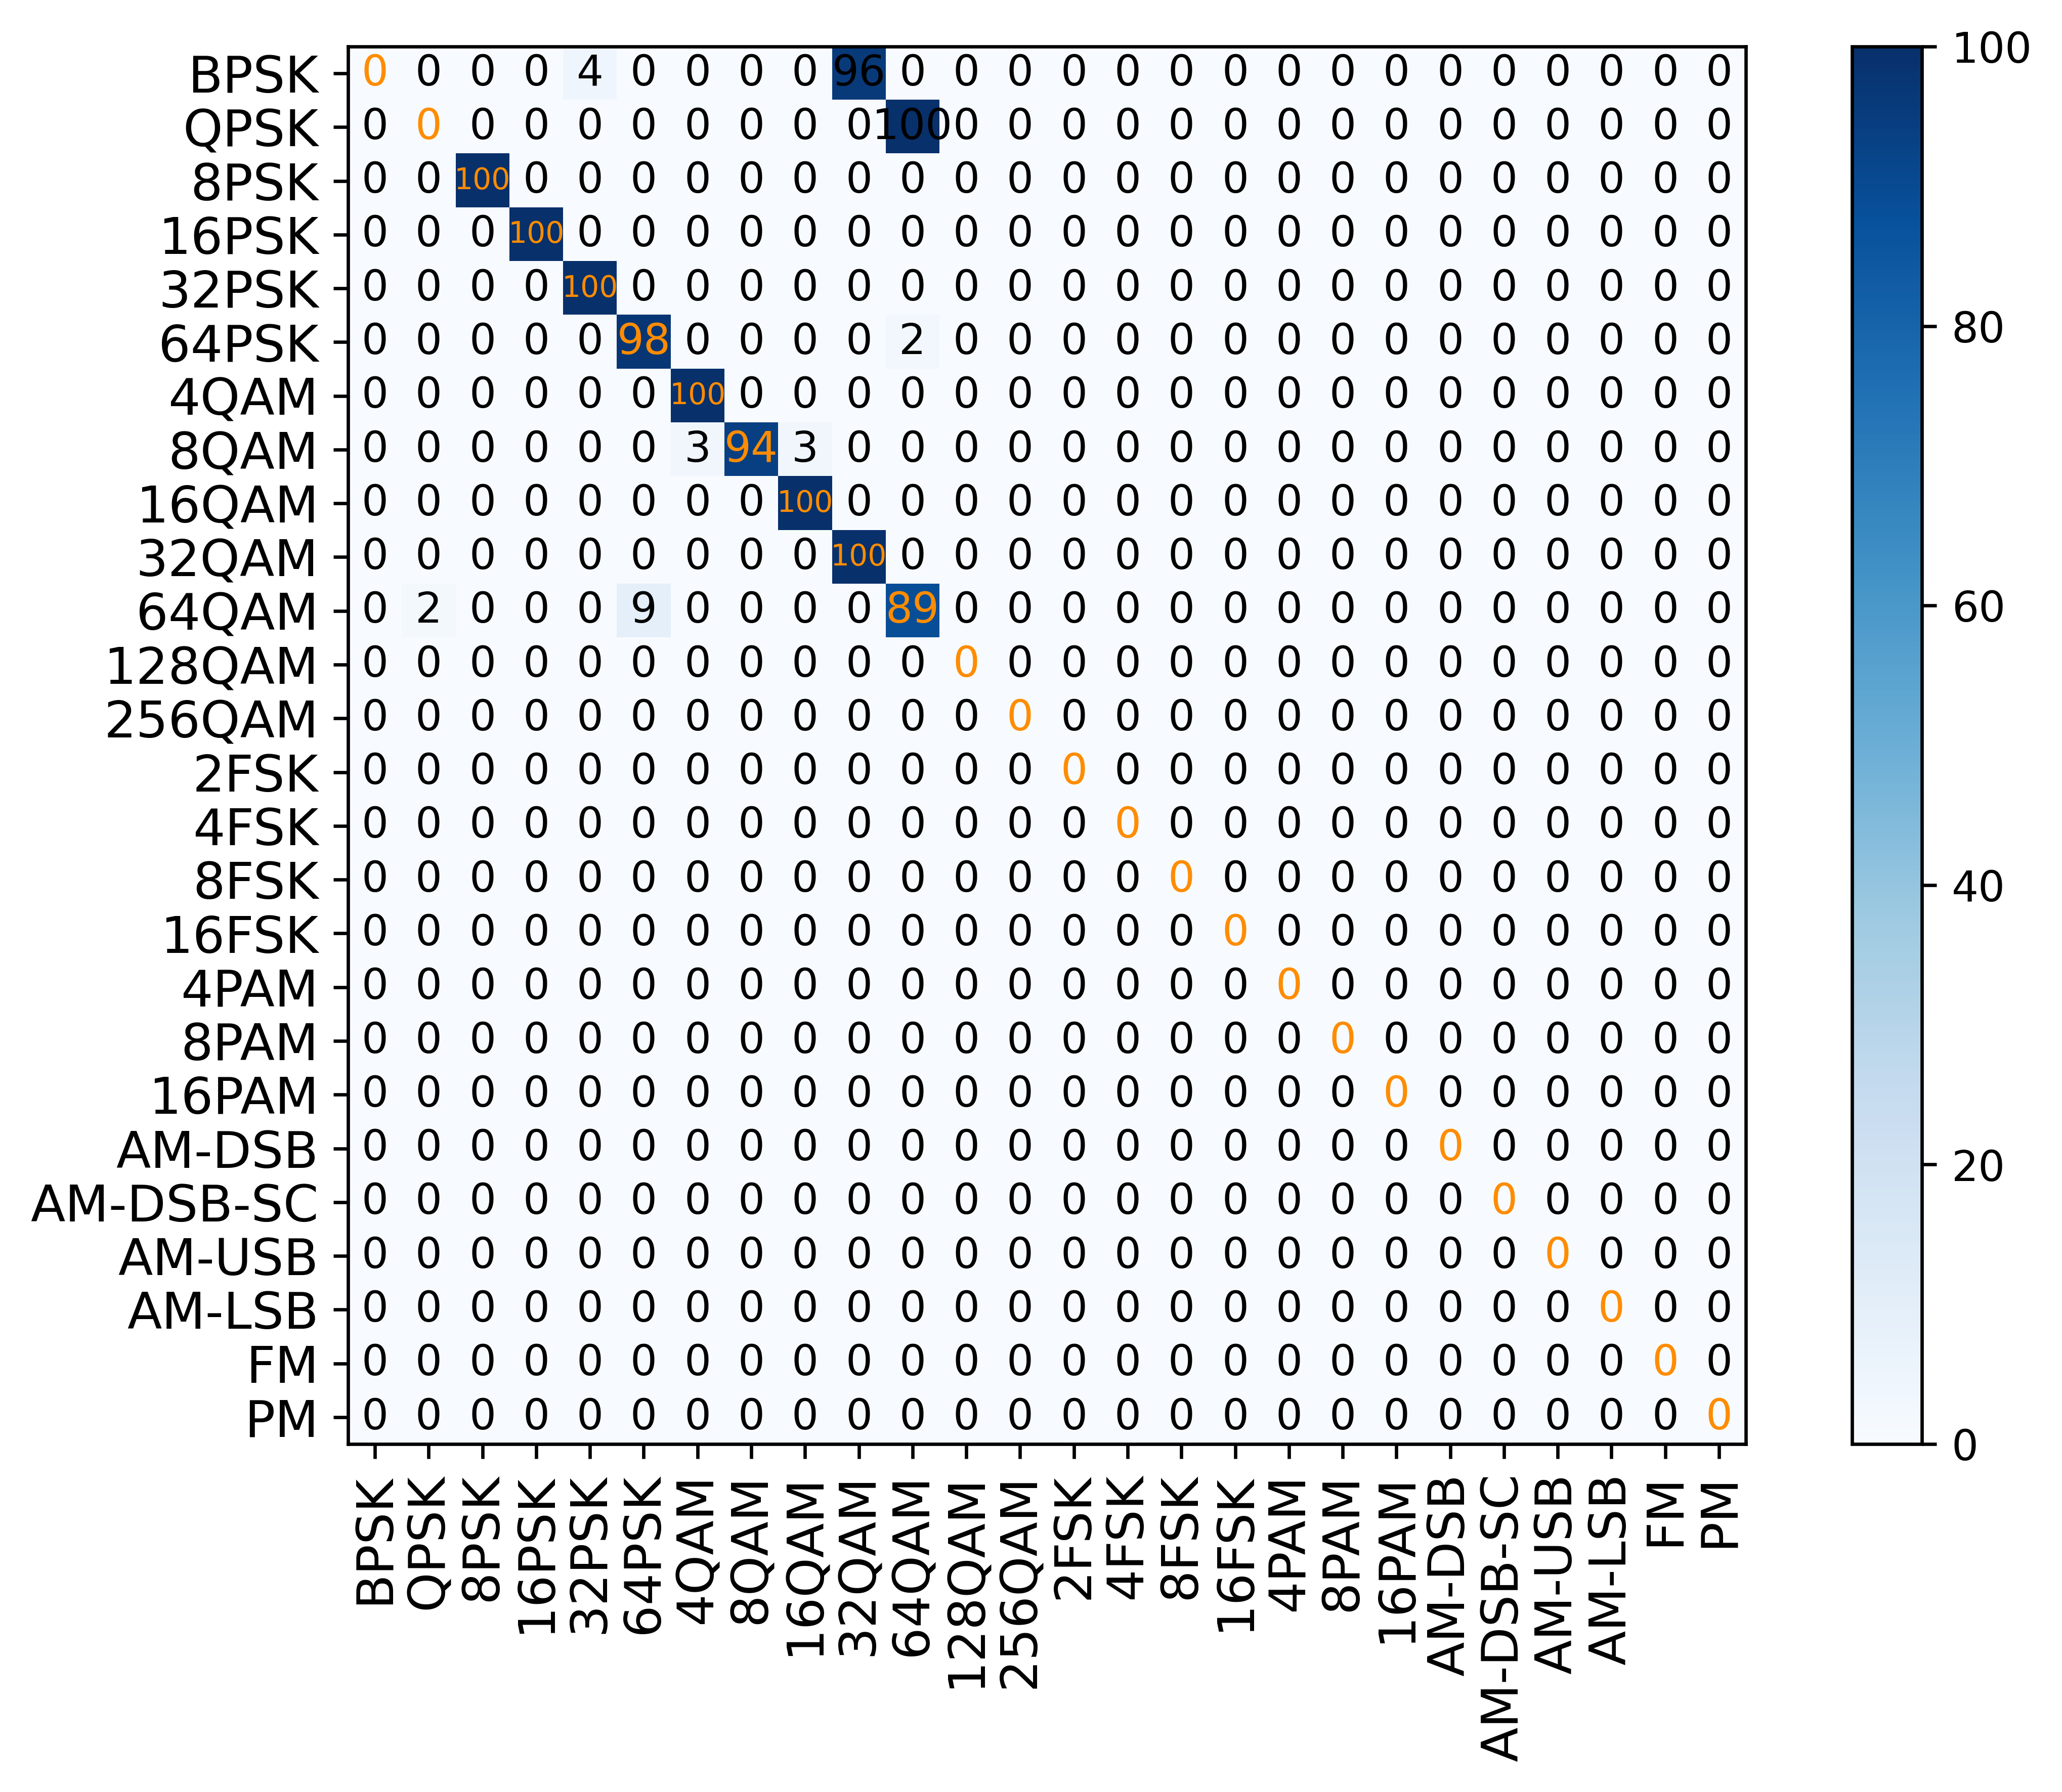 BPSK 0 0 0 0 4 0 0 0 0 96 0 0 0 0 0 0 0 0 0 0 0 0 0 0 0 0
QPSK 0 0 0 0 0 0 0 0 0 0 100 0 0 0 0 0 0 0 0 0 0 0 0 0 0 0
8PSK 0 0 100 0 0 0 0 0 0 0 0 0 0 0 0 0 0 0 0 0 0 0 0 0 0 0
16PSK 0 0 0 100 0 0 0 0 0 0 0 0 0 0 0 0 0 0 0 0 0 0 0 0 0 0
32PSK 0 0 0 0 100 0 0 0 0 0 0 0 0 0 0 0 0 0 0 0 0 0 0 0 0 0
64PSK 0 0 0 0 0 98 0 0 0 0 2 0 0 0 0 0 0 0 0 0 0 0 0 0 0 0
4QAM 0 0 0 0 0 0 100 0 0 0 0 0 0 0 0 0 0 0 0 0 0 0 0 0 0 0
8QAM 0 0 0 0 0 0 3 94 3 0 0 0 0 0 0 0 0 0 0 0 0 0 0 0 0 0
16QAM 0 0 0 0 0 0 0 0 100 0 0 0 0 0 0 0 0 0 0 0 0 0 0 0 0 0
32QAM 0 0 0 0 0 0 0 0 0 100 0 0 0 0 0 0 0 0 0 0 0 0 0 0 0 0
64QAM 0 2 0 0 0 9 0 0 0 0 89 0 0 0 0 0 0 0 0 0 0 0 0 0 0 0
128QAM 0 0 0 0 0 0 0 0 0 0 0 0 0 0 0 0 0 0 0 0 0 0 0 0 0 0
256QAM 0 0 0 0 0 0 0 0 0 0 0 0 0 0 0 0 0 0 0 0 0 0 0 0 0 0
2FSK 0 0 0 0 0 0 0 0 0 0 0 0 0 0 0 0 0 0 0 0 0 0 0 0 0 0
4FSK 0 0 0 0 0 0 0 0 0 0 0 0 0 0 0 0 0 0 0 0 0 0 0 0 0 0
8FSK 0 0 0 0 0 0 0 0 0 0 0 0 0 0 0 0 0 0 0 0 0 0 0 0 0 0
16FSK 0 0 0 0 0 0 0 0 0 0 0 0 0 0 0 0 0 0 0 0 0 0 0 0 0 0
4PAM 0 0 0 0 0 0 0 0 0 0 0 0 0 0 0 0 0 0 0 0 0 0 0 0 0 0
8PAM 0 0 0 0 0 0 0 0 0 0 0 0 0 0 0 0 0 0 0 0 0 0 0 0 0 0
16PAM 0 0 0 0 0 0 0 0 0 0 0 0 0 0 0 0 0 0 0 0 0 0 0 0 0 0
AM-DSB 0 0 0 0 0 0 0 0 0 0 0 0 0 0 0 0 0 0 0 0 0 0 0 0 0 0
AM-DSB-SC 0 0 0 0 0 0 0 0 0 0 0 0 0 0 0 0 0 0 0 0 0 0 0 0 0 0
AM-USB 0 0 0 0 0 0 0 0 0 0 0 0 0 0 0 0 0 0 0 0 0 0 0 0 0 0
AM-LSB 0 0 0 0 0 0 0 0 0 0 0 0 0 0 0 0 0 0 0 0 0 0 0 0 0 0
FM 0 0 0 0 0 0 0 0 0 0 0 0 0 0 0 0 0 0 0 0 0 0 0 0 0 0
PM 0 0 0 0 0 0 0 0 0 0 0 0 0 0 0 0 0 0 0 0 0 0 0 0 0 0
BPSK
QPSK
8PSK
16PSK
32PSK
64PSK
4QAM
8QAM
16QAM
32QAM
64QAM
128QAM
256QAM
2FSK
4FSK
8FSK
16FSK
4PAM
8PAM
16PAM
AM-DSB
AM-DSB-SC
AM-USB
AM-LSB
FM
PM
100
80
60
40
20
0